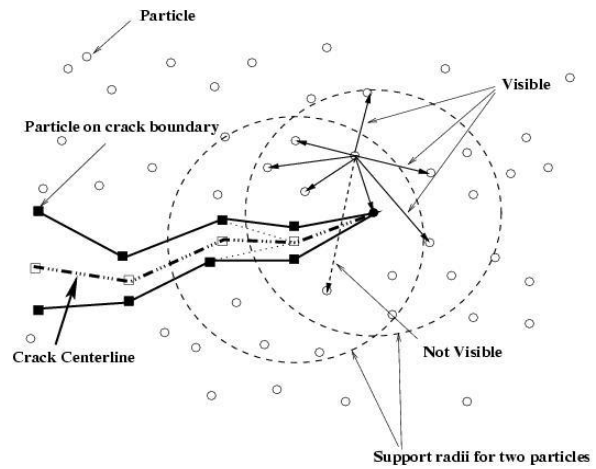 Particle
Visible
Particle on crack boundary
Crack Centerline
Not Visible
Support radii for two particles